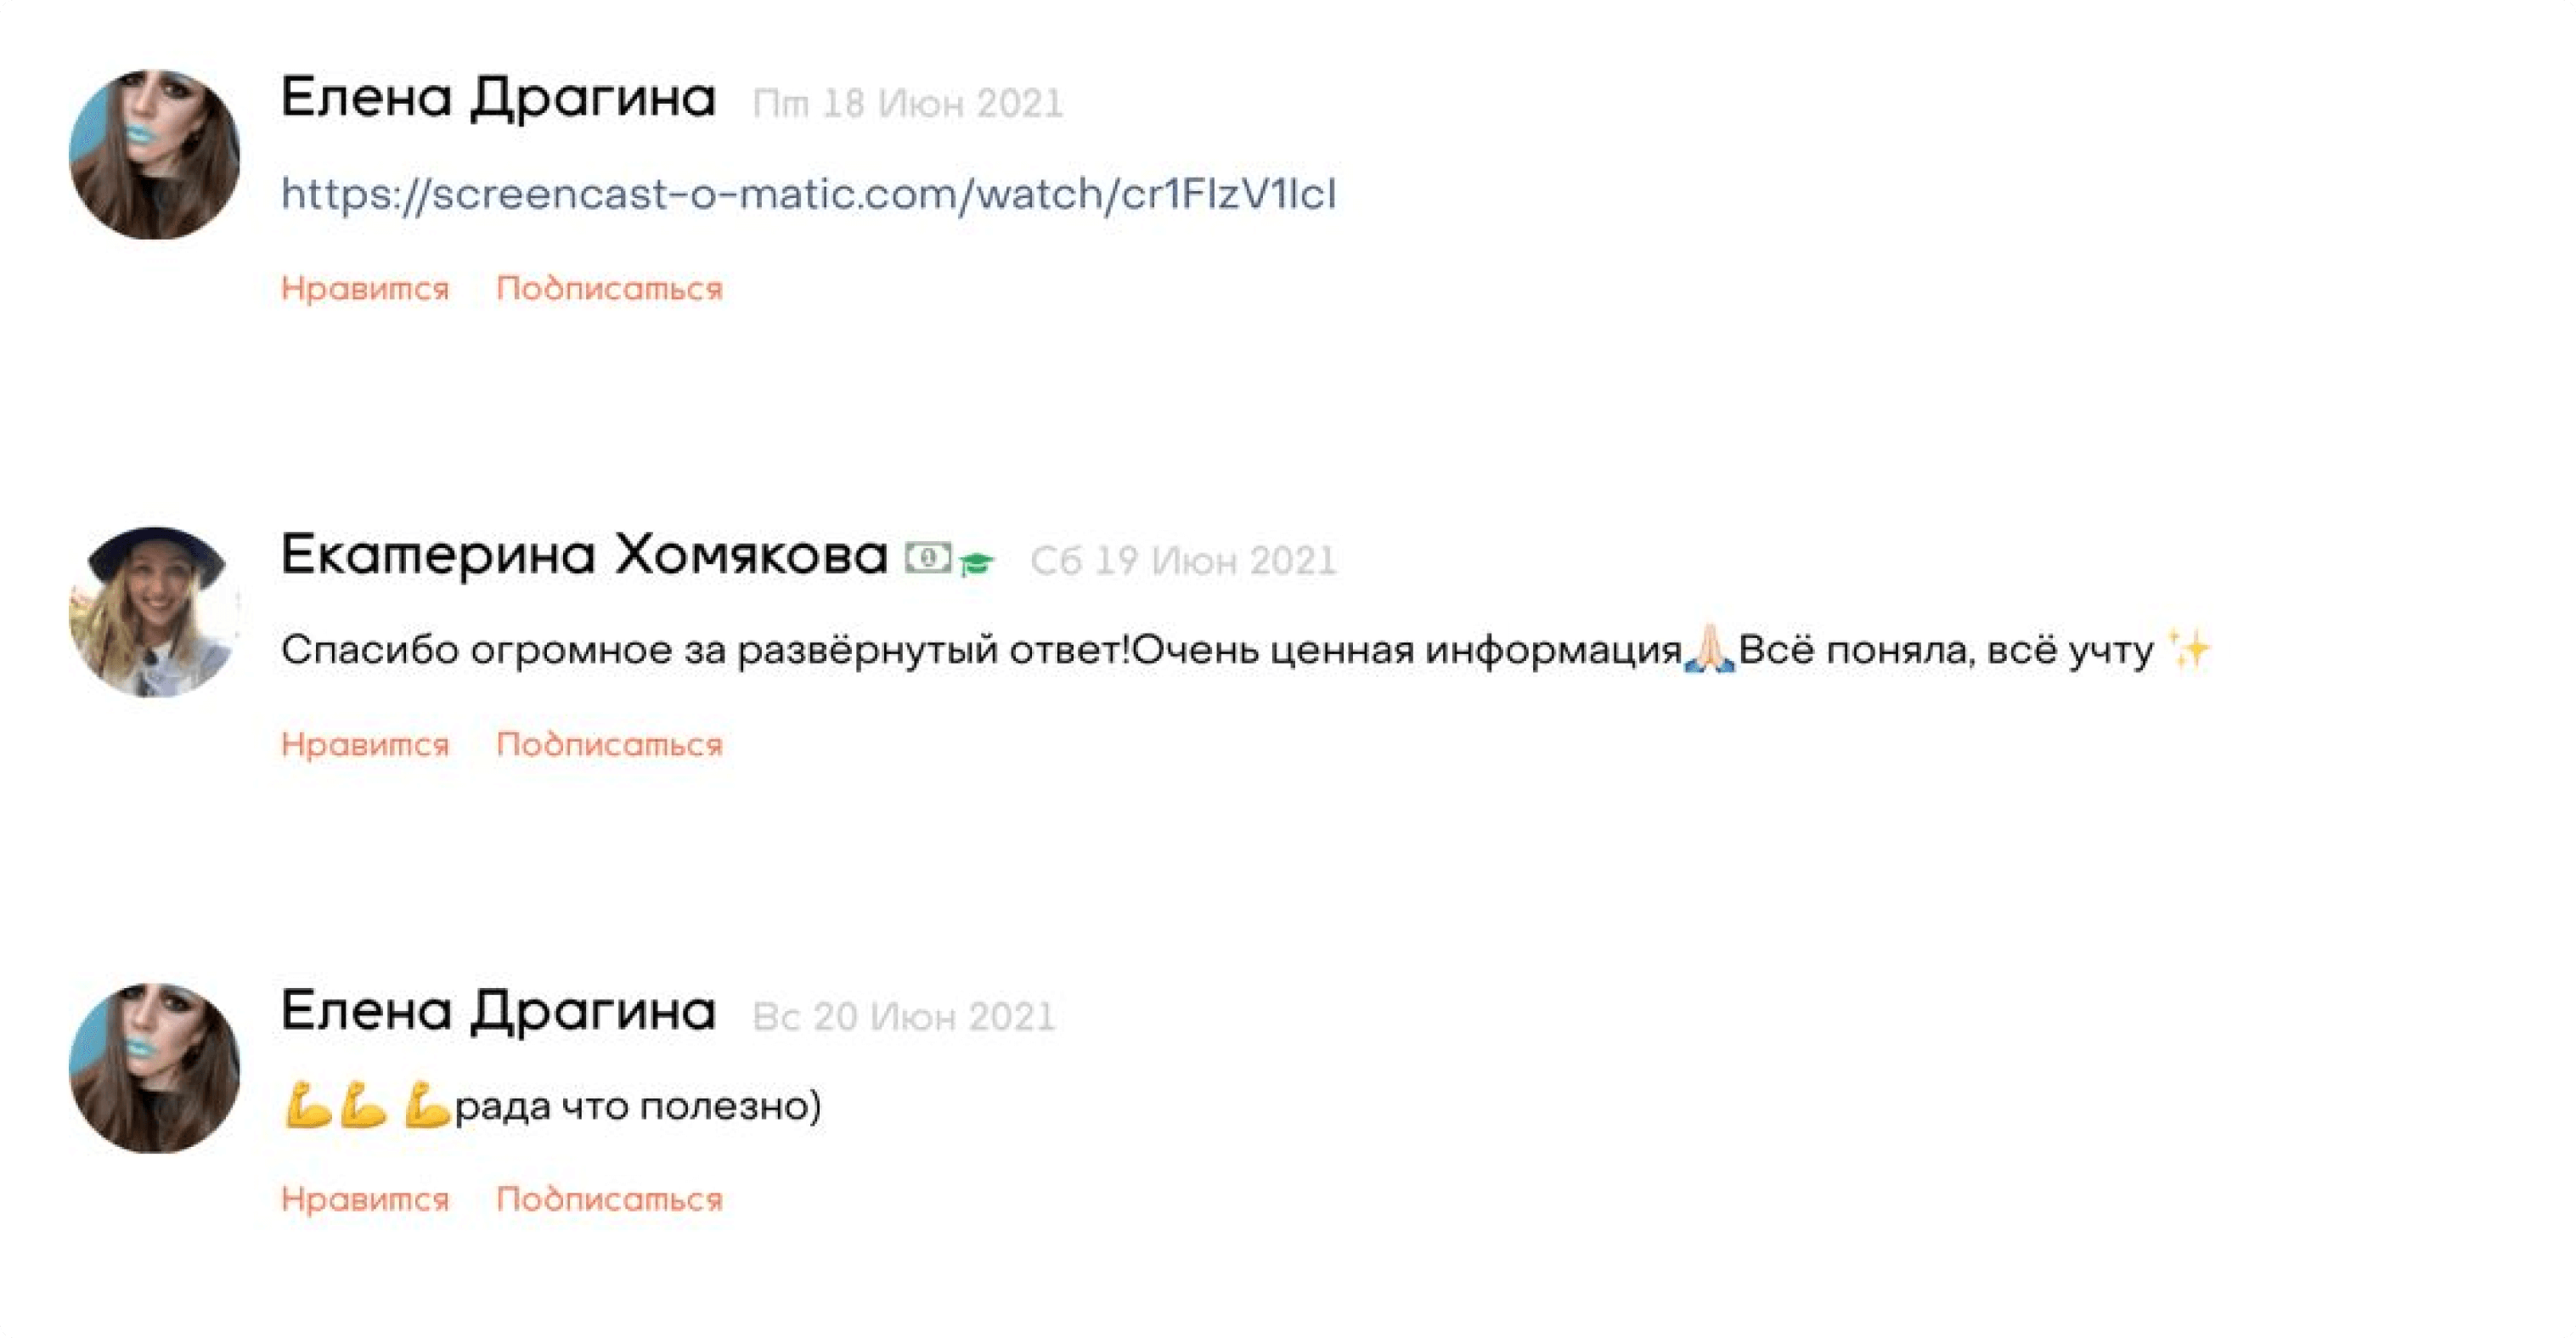 Елена Драгина Пт 18 Июн 2021
https://screencast-o-matic.com/watch/cr1FIzV1Icl
Нравится Подписаться
Екатерина Хомякова Сб 19 Июн 2021
Спасибо огромное за развёрнутый ответ!Очень ценная информация🙏🏻Всё поняла, всё учту ✨
Нравится Подписаться
Елена Драгина Вс 20 Июн 2021
💪💪 💪рада что полезно)
Нравится Подписаться